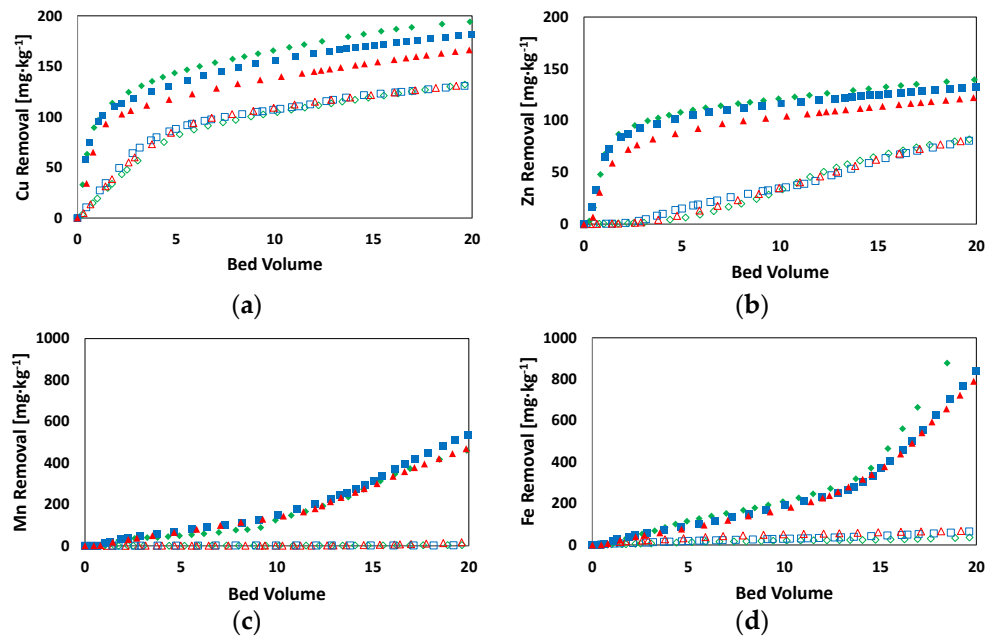 Cu Removal [mg·kg⁻¹]
200
150
100
50
0
0 5 10 15 20
Bed Volume
(a)
Zn Removal [mg·kg⁻¹]
200
150
100
50
0
0 5 10 15 20
Bed Volume
(b)
Mn Removal [mg·kg⁻¹]
1000
800
600
400
200
0
0 5 10 15 20
Bed Volume
(c)
Fe Removal [mg·kg⁻¹]
1000
800
600
400
200
0
0 5 10 15 20
Bed Volume
(d)